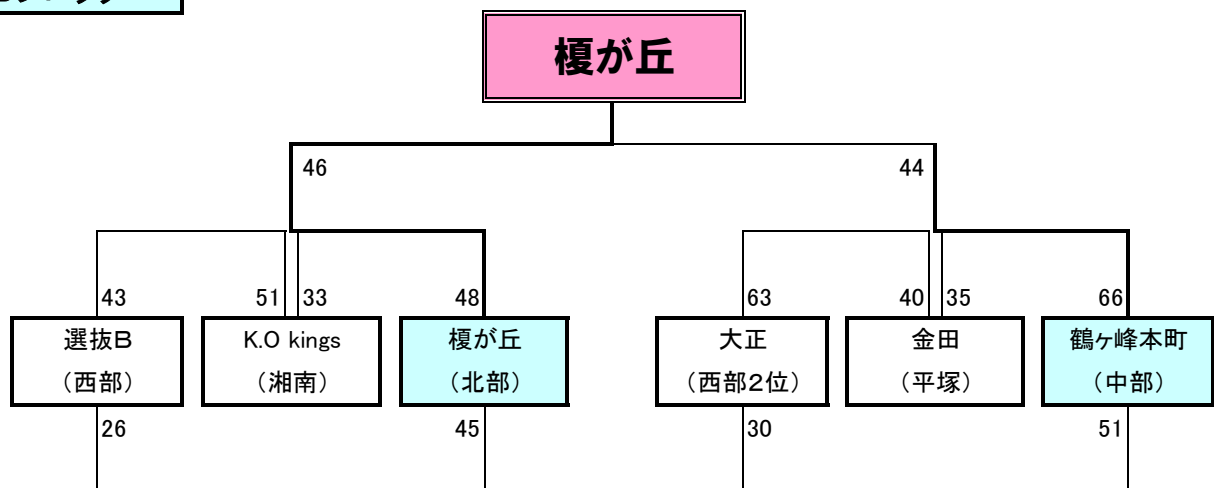 榎が丘
46 44
43 51 33 48 63 40 35 66
選抜B K.O kings 榎が丘 大正 金田 鶴ヶ峰本町
（西部） （湘南） （北部） （西部2位） （平塚） （中部）
26 45 30 51